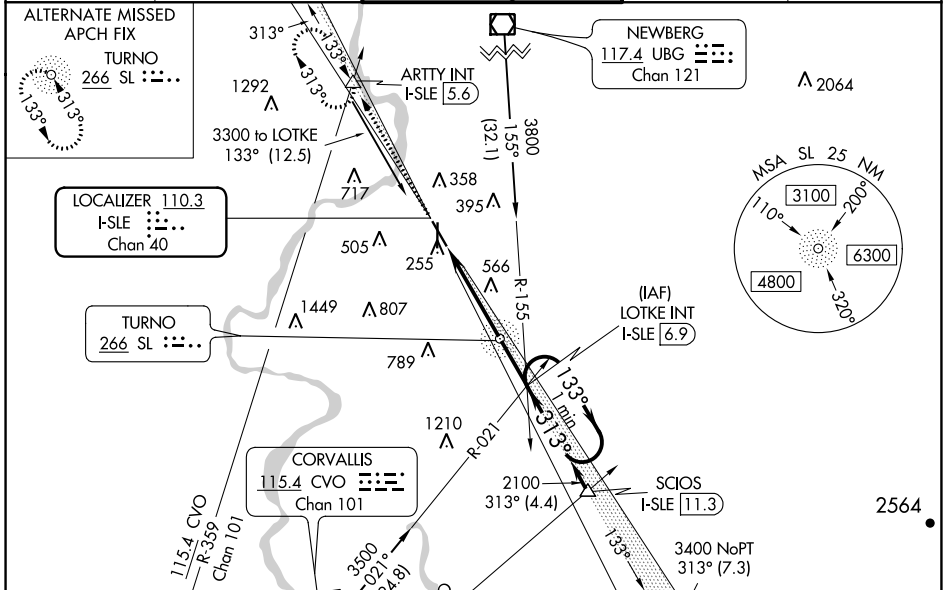 ALTERNATE MISSED
APCH FIX
TURNO
266 SL
313°
133°
313°
133°
313°
1292
ARTTY INT
I-SLE 5.6
3300 to LOTKE
133° (12.5)
NEWBERG
117.4 UBG
Chan 121
2064
3800
155°
(32.1)
MSA SL 25 NM
3100
110°
200°
6300
4800
320°
717
358
395
LOCALIZER 110.3
I-SLE
Chan 40
505
255
566
R-155
(IAF)
LOTKE INT
I-SLE 6.9
1449
807
TURNO
266 SL
789
133°
1 min
313°
1210
R-021
CORVALLIS
115.4 CVO
Chan 101
2100
313° (4.4)
SCIOS
I-SLE 11.3
2564
115.4 CVO
R-359
Chan 101
3500
021°
133°
3400 NoPT
313° (7.3)